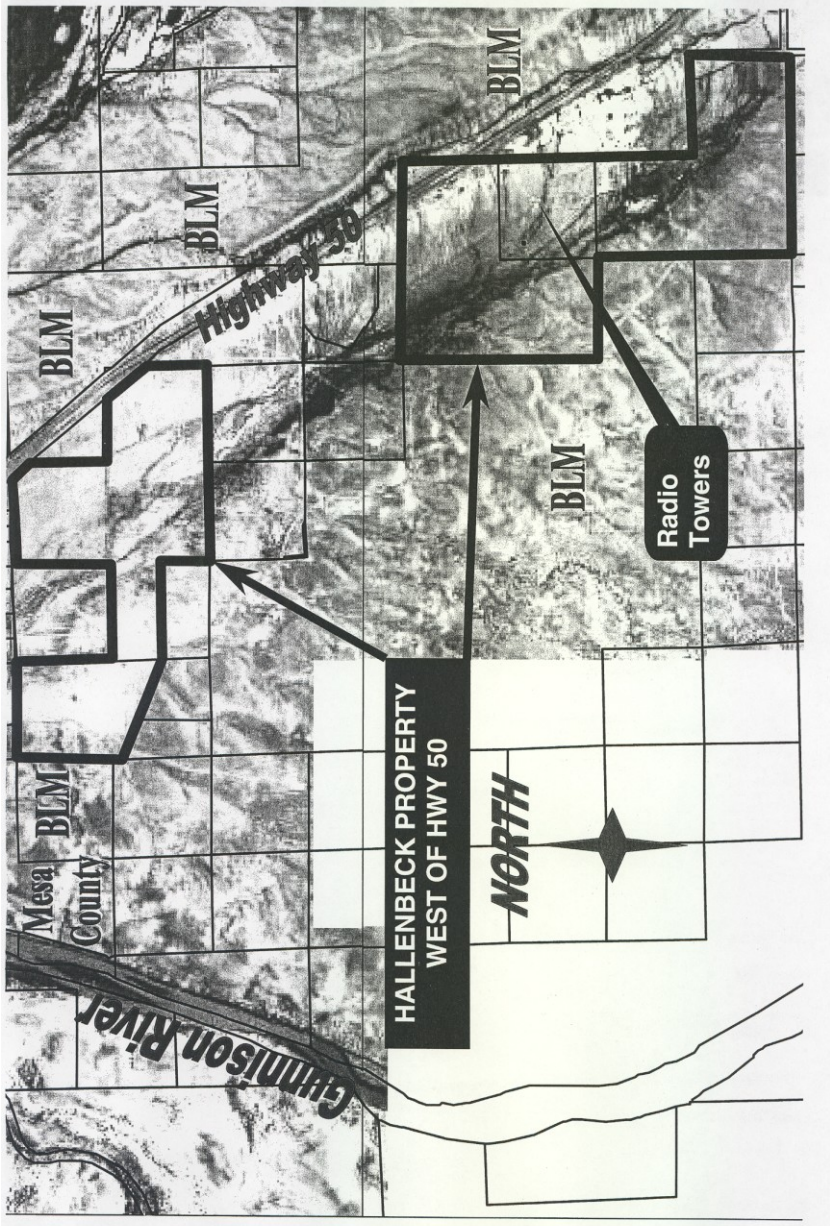 Mesa
County
BLM
BLM
BLM
BLM
Highway 50
Gunnison River
HALLENBECK PROPERTY
WEST OF HWY 50
NORTH
BLM
Radio
Towers